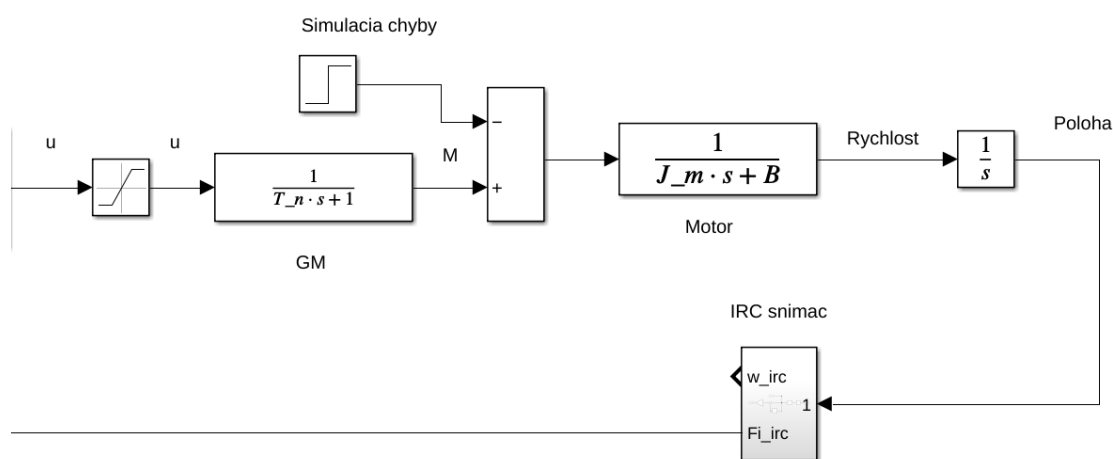 Simulacia chyby
u
u
1
T_n · s + 1
GM
M
−
+
1
J_m · s + B
Motor
Rychlost
1
s
Poloha
IRC snimac
w_irc
1
Fi_irc